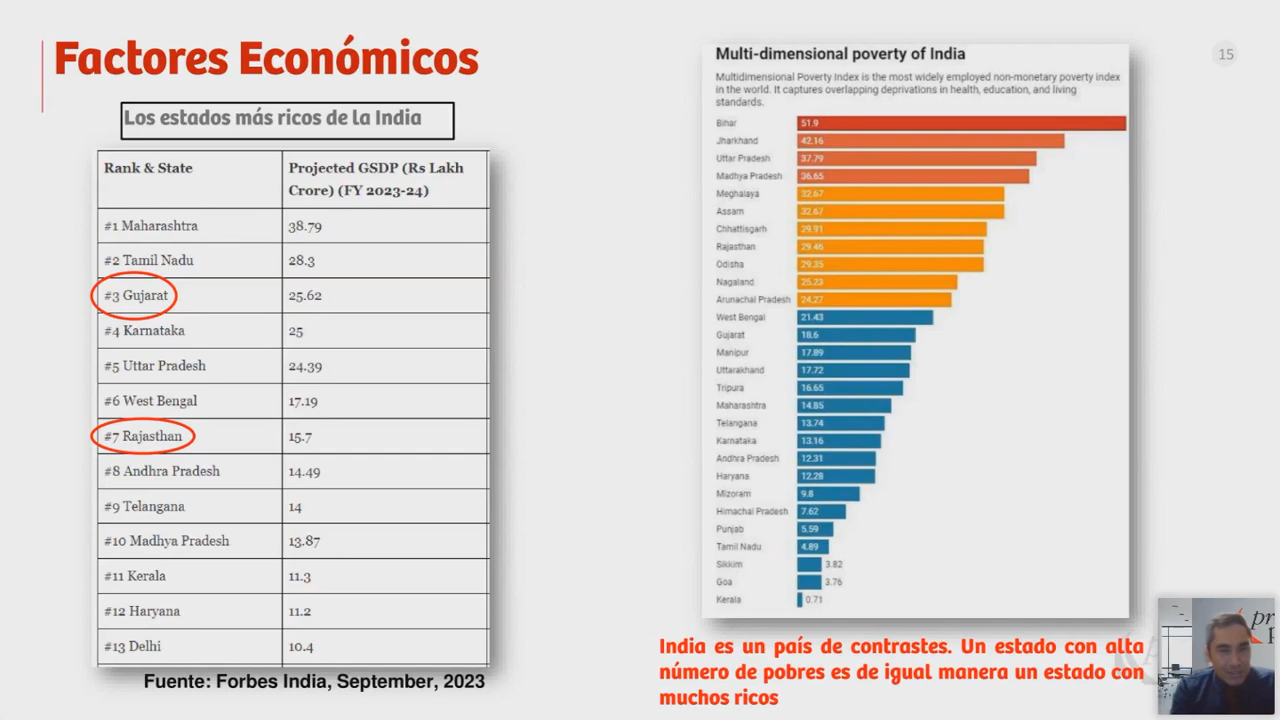 Factores Económicos
15
Los estados más ricos de la India
Rank & State
Projected GSDP (Rs Lakh
Crore) (FY 2023-24)
#1 Maharashtra 38.79
#2 Tamil Nadu 28.3
#3 Gujarat 25.62
#4 Karnataka 25
#5 Uttar Pradesh 24.39
#6 West Bengal 17.19
#7 Rajasthan 15.7
#8 Andhra Pradesh 14.49
#9 Telangana 14
#10 Madhya Pradesh 13.87
#11 Kerala 11.3
#12 Haryana 11.2
#13 Delhi 10.4
Fuente: Forbes India, September, 2023
Multi-dimensional poverty of India
Multidimensional Poverty Index is the most widely employed non-monetary poverty index
in the world. It captures overlapping deprivations in health, education, and living
standards.
Bihar 51.9
Jharkhand 42.16
Uttar Pradesh 37.79
Madhya Pradesh 36.65
Meghalaya 32.67
Assam 32.67
Chhattisgarh 29.91
Rajasthan 29.46
Odisha 29.35
Nagaland 25.23
Arunachal Pradesh 24.27
West Bengal 21.43
Gujarat 18.6
Manipur 17.89
Uttarakhand 17.72
Tripura 16.65
Maharashtra 14.85
Telangana 13.74
Karnataka 13.16
Andhra Pradesh 12.31
Haryana 12.28
Mizoram 9.8
Himachal Pradesh 7.62
Punjab 5.59
Tamil Nadu 4.89
Sikkim 3.82
Goa 3.76
Kerala 0.71
India es un país de contrastes. Un estado con alta
número de pobres es de igual manera un estado con
muchos ricos